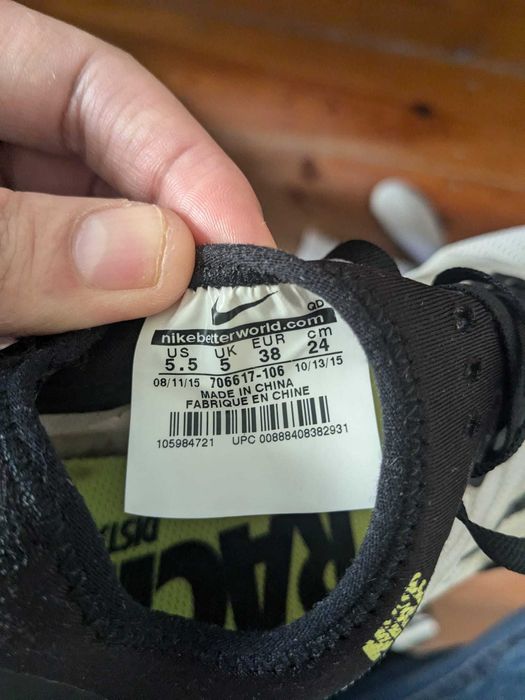 QD
nikebetterworld.com
US UK EUR cm
5.5 5 38 24
08/11/15 706617-106 10/13/15
MADE IN CHINA
FABRIQUE EN CHINE
105984721 UPC 00888408382931
RACI